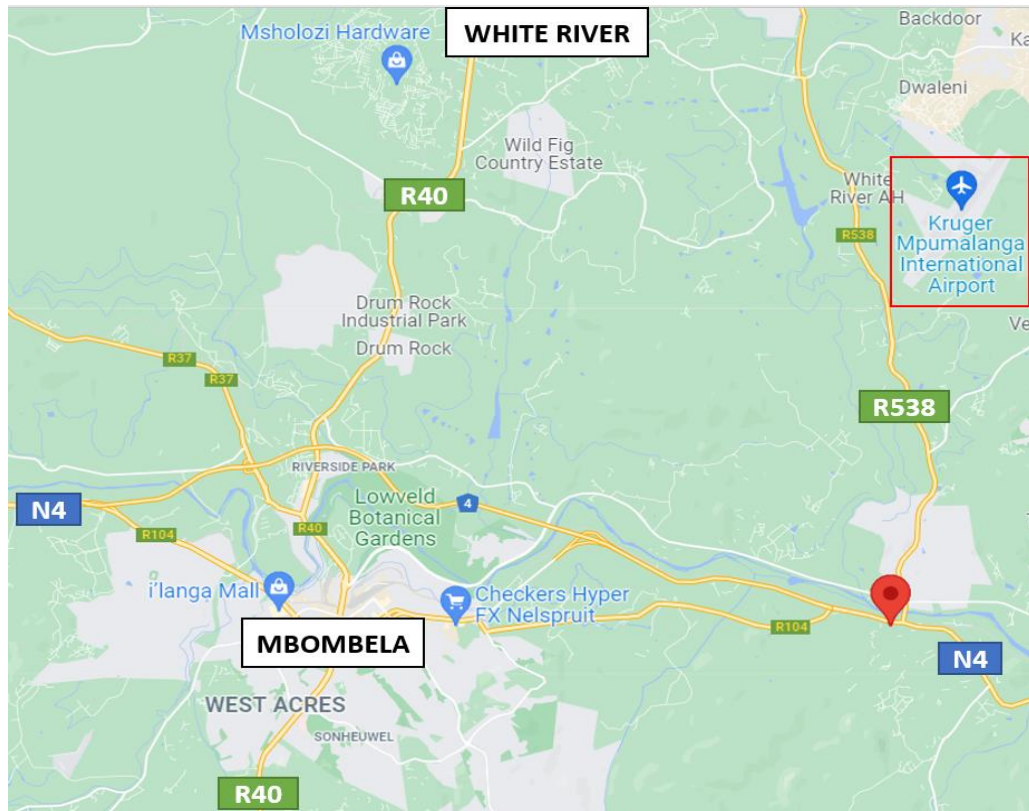 Backdoor
Msholozi Hardware
WHITE RIVER
Ka
Dwaleni
Wild Fig
Country Estate
White
River AH
R40
Kruger
Mpumalanga
International
Airport
R538
Drum Rock
Industrial Park
Drum Rock
Ve
R37
R37
R538
RIVERSIDE PARK
Lowveld
Botanical
Gardens
4
N4
R104
R40
i'langa Mall
Checkers Hyper
FX Nelspruit
R104
MBOMBELA
N4
WEST ACRES
SONHEUWEL
R40